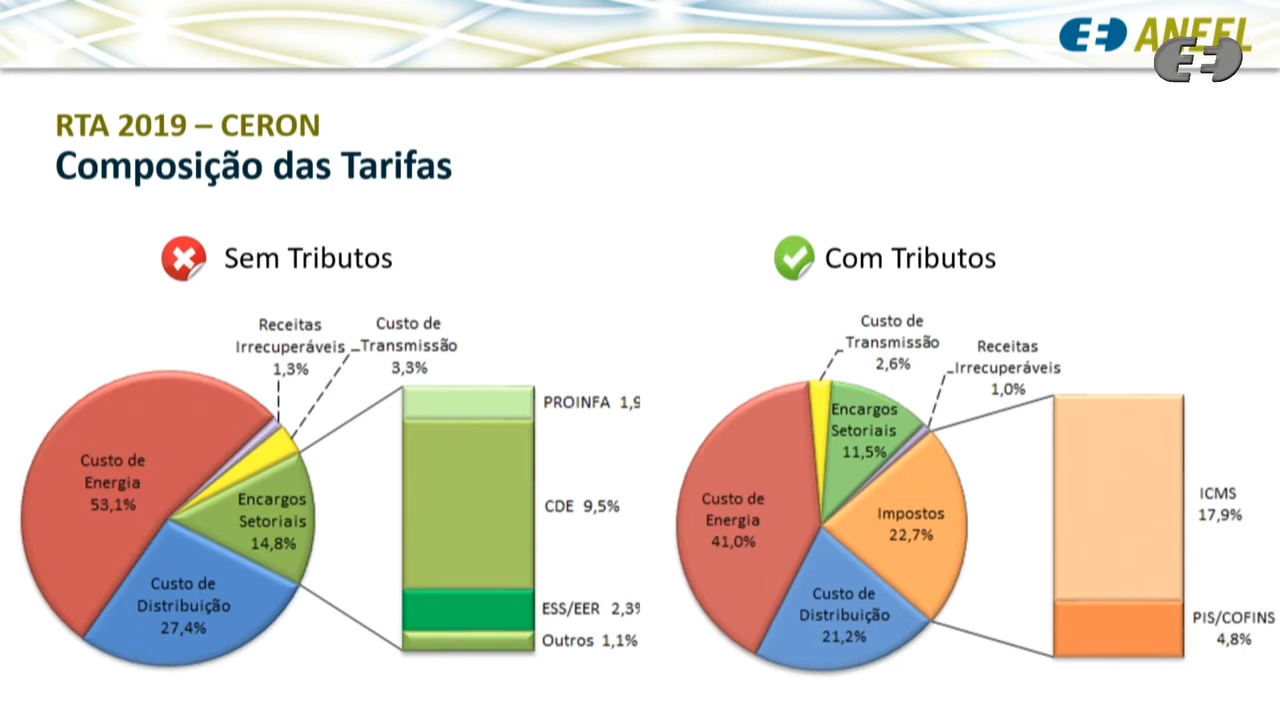 ANEEL
RTA 2019 – CERON
Composição das Tarifas
Sem Tributos
Receitas
Irrecuperáveis
1,3%
Custo de
Transmissão
3,3%
Custo de
Energia
53,1%
Encargos
Setoriais
14,8%
Custo de
Distribuição
27,4%
PROINFA 1,9
CDE 9,5%
ESS/EER 2,3%
Outros 1,1%
Com Tributos
Custo de
Transmissão
2,6%
Receitas
Irrecuperáveis
1,0%
Encargos
Setoriais
11,5%
Custo de
Energia
41,0%
Impostos
22,7%
Custo de
Distribuição
21,2%
ICMS
17,9%
PIS/COFINS
4,8%